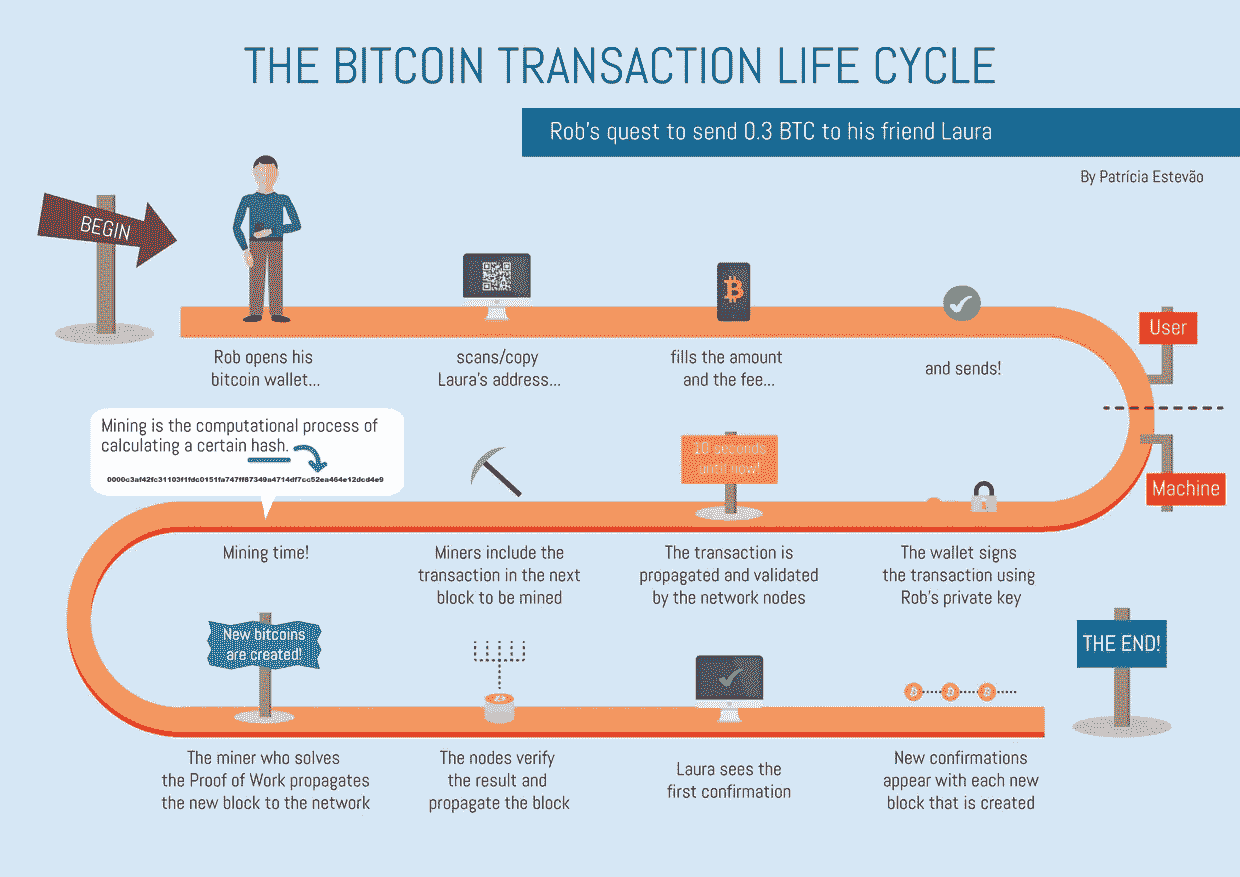 THE BITCOIN TRANSACTION LIFE CYCLE
Rob's quest to send 0.3 BTC to his friend Laura
By Patrícia Estevão
BEGIN
Rob opens his
bitcoin wallet...
scans/copy
Laura's address...
fills the amount
and the fee...
and sends!
User
Machine
The wallet signs
the transaction using
Rob's private key
20 seconds
until now!
The transaction is
propagated and validated
by the network nodes
Miners include the
transaction in the next
block to be mined
Mining is the computational process of
calculating a certain hash.
0000c3af42fc31103f1fdc0151fa747ff87349a4714df7cc52ea464e12dcd4e9
Mining time!
New bitcoins
are created!
The miner who solves
the Proof of Work propagates
the new block to the network
The nodes verify
the result and
propagate the block
Laura sees the
first confirmation
New confirmations
appear with each new
block that is created
THE END!